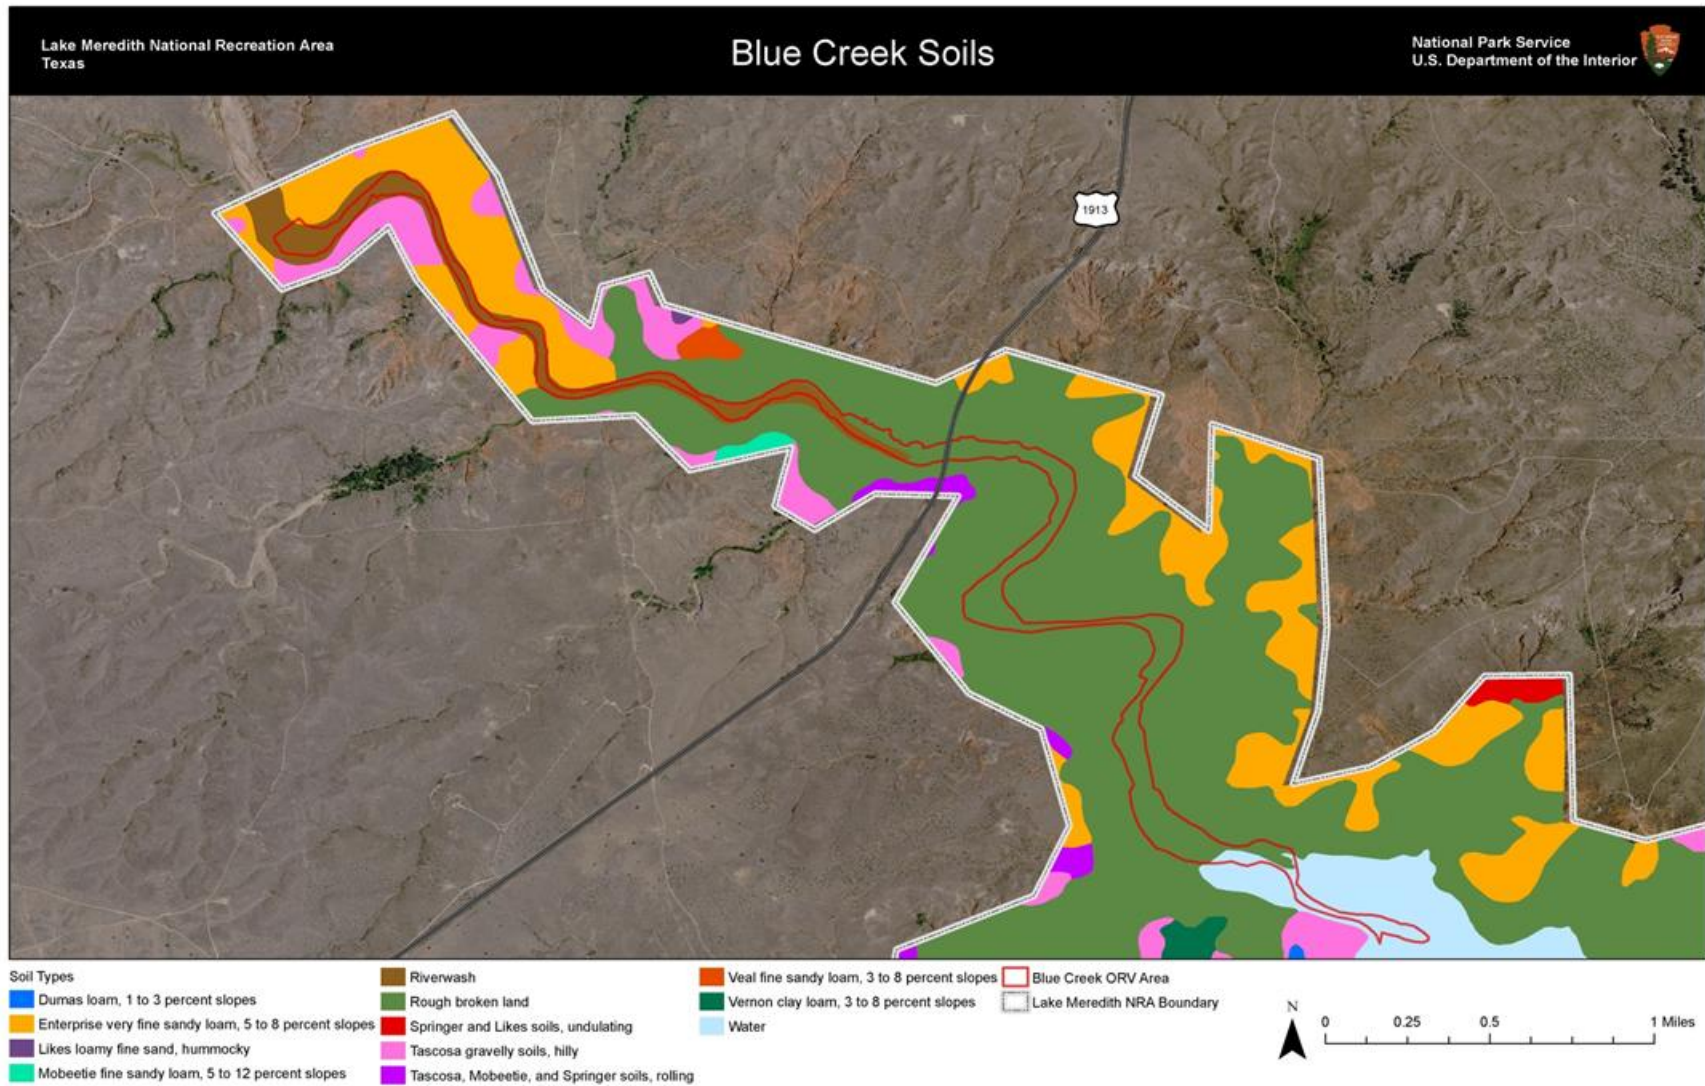 Lake Meredith National Recreation Area
Texas
Blue Creek Soils
National Park Service
U.S. Department of the Interior
1913
Soil Types
Dumas loam, 1 to 3 percent slopes
Enterprise very fine sandy loam, 5 to 8 percent slopes
Likes loamy fine sand, hummocky
Mobeetie fine sandy loam, 5 to 12 percent slopes
Riverwash
Rough broken land
Springer and Likes soils, undulating
Tascosa gravelly soils, hilly
Tascosa, Mobeetie, and Springer soils, rolling
Veal fine sandy loam, 3 to 8 percent slopes
Vernon clay loam, 3 to 8 percent slopes
Water
Blue Creek ORV Area
Lake Meredith NRA Boundary
N
0 0.25 0.5 1 Miles